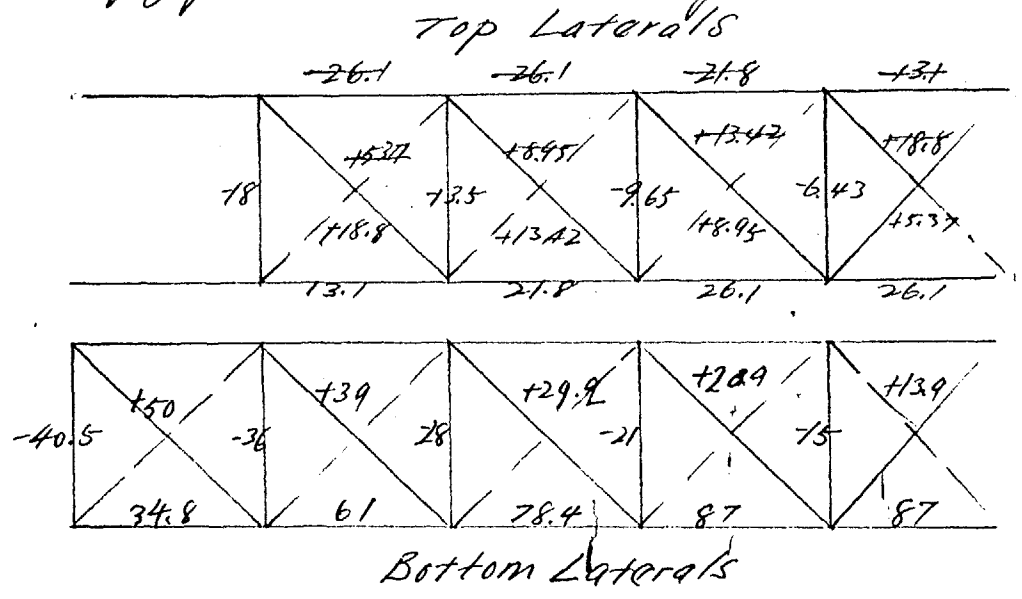 Top Laterals
-26.1 -26.1 -21.8 -13.1
+5.37 +8.95 +13.42 +18.8
-18 -13.5 -9.65 -6.43
+18.8 +13.42 +8.95 +5.37
13.1 21.8 26.1 26.1
+50 +39 +29.9 +20.9 +13.9
-40.5 -36 -28 -21 -15
34.8 61 78.4 87 87
Bottom Laterals